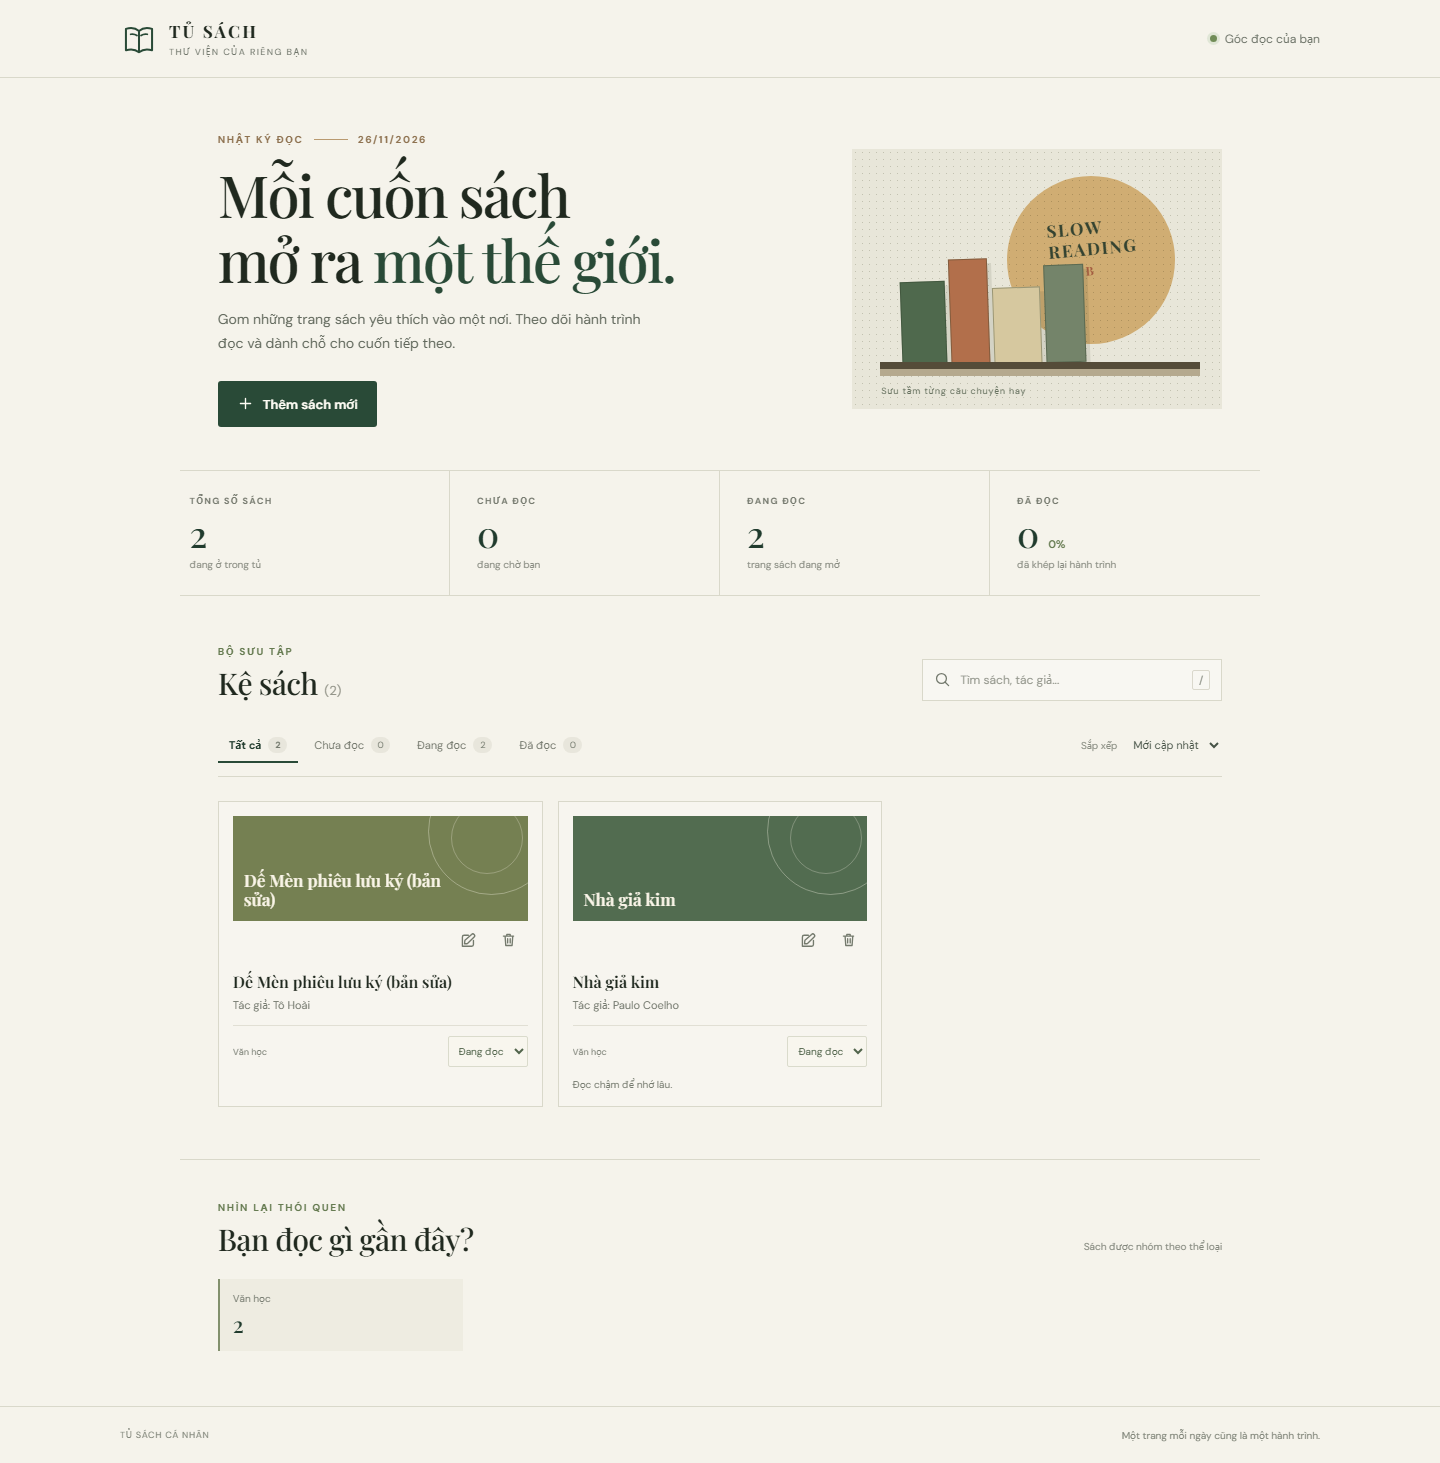 TỦ SÁCH
THƯ VIỆN CỦA RIÊNG BẠN
Góc đọc của bạn
NHẬT KÝ ĐỌC
26/11/2026
Mỗi cuốn sách
mở ra một thế giới.
Gom những trang sách yêu thích vào một nơi. Theo dõi hành trình
đọc và dành chỗ cho cuốn tiếp theo.
Thêm sách mới
SLOW
READING
B
Sưu tầm từng câu chuyện hay
TỔNG SỐ SÁCH
2
đang ở trong tủ
CHƯA ĐỌC
0
đang chờ bạn
ĐANG ĐỌC
2
trang sách đang mở
ĐÃ ĐỌC
0 0%
đã khép lại hành trình
BỘ SƯU TẬP
Kệ sách (2)
Tìm sách, tác giả...
/
Tất cả 2
Chưa đọc 0
Đang đọc 2
Đã đọc 0
Sắp xếp
Mới cập nhật
Dế Mèn phiêu lưu ký (bản
sửa)
Dế Mèn phiêu lưu ký (bản sửa)
Tác giả: Tô Hoài
Văn học
Đang đọc
Nhà giả kim
Nhà giả kim
Tác giả: Paulo Coelho
Văn học
Đang đọc
Đọc chậm để nhớ lâu.
NHÌN LẠI THÓI QUEN
Bạn đọc gì gần đây?
Sách được nhóm theo thể loại
Văn học
2
TỦ SÁCH CÁ NHÂN
Một trang mỗi ngày cũng là một hành trình.